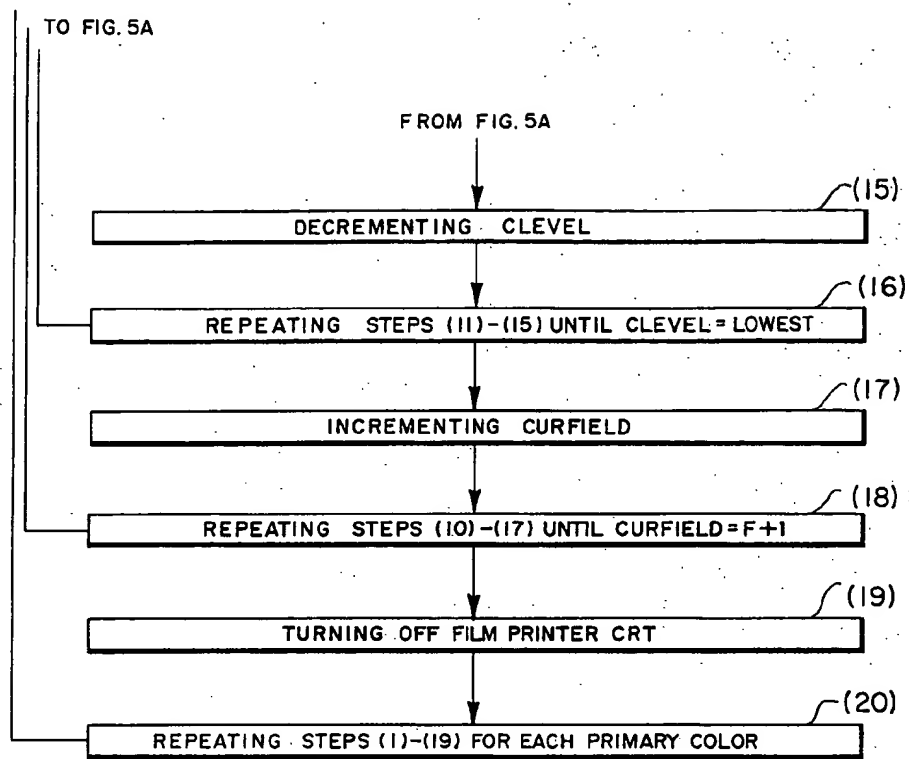 TO FIG. 5A
FROM FIG. 5A
(15)
DECREMENTING CLEVEL
(16)
REPEATING STEPS (11)-(15) UNTIL CLEVEL = LOWEST
(17)
INCREMENTING CURFIELD
(18)
REPEATING STEPS (10)-(17) UNTIL CURFIELD = F+1
(19)
TURNING OFF FILM PRINTER CRT
(20)
REPEATING STEPS (1)-(19) FOR EACH PRIMARY COLOR